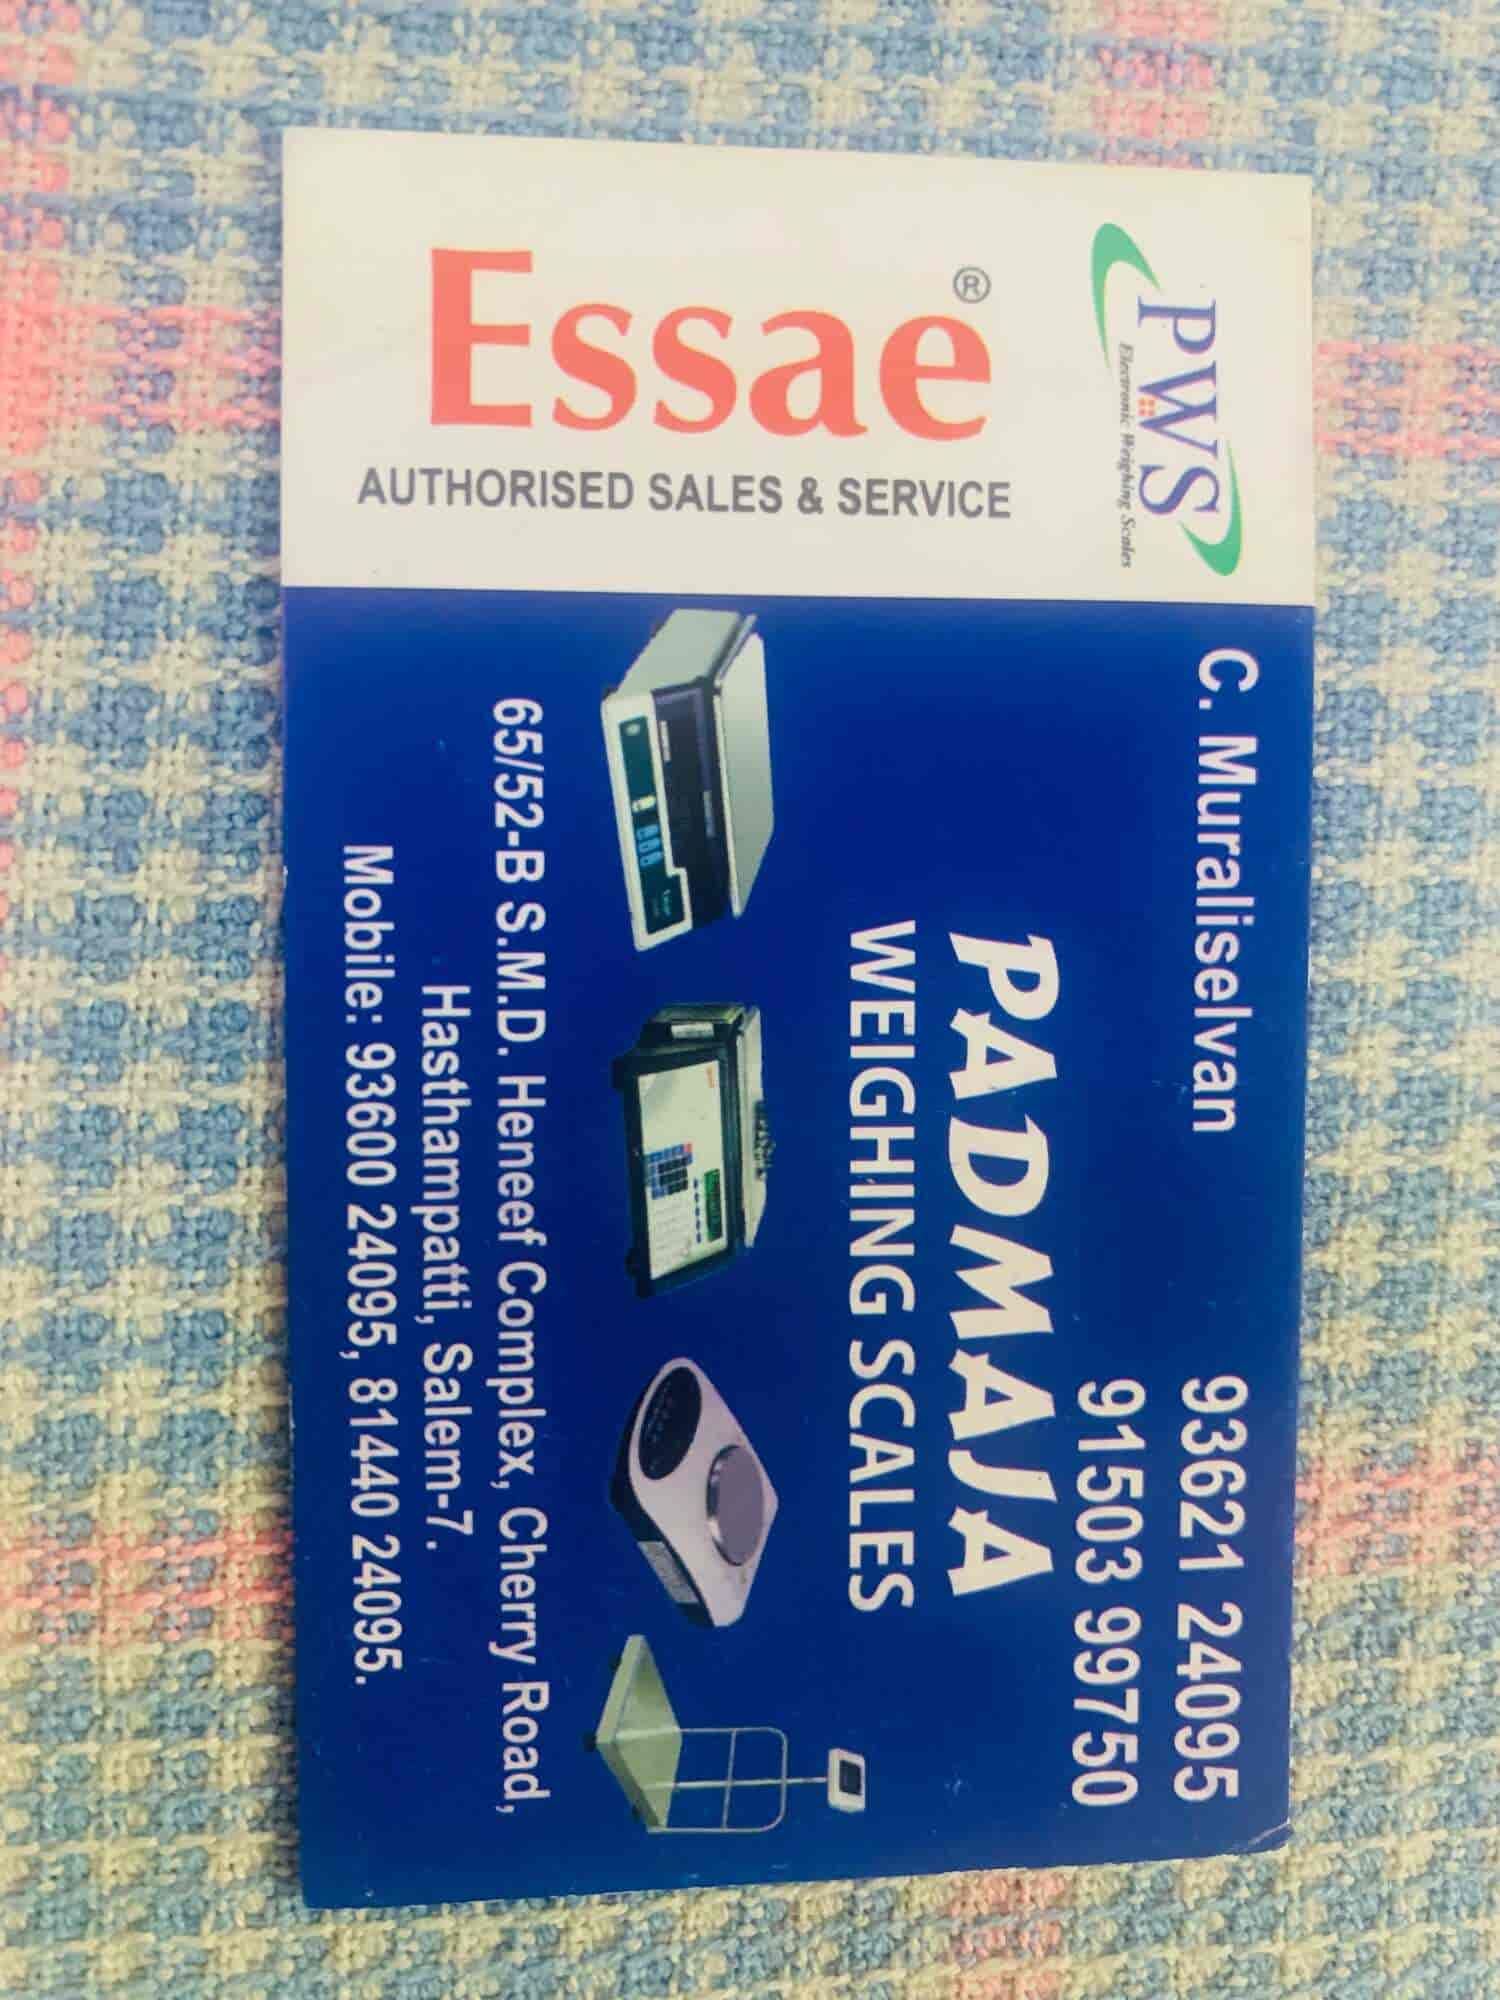 PWS
Electronic Weighing Scales
Essae®
AUTHORISED SALES & SERVICE
C. Muraliselvan
93621 24095
91503 99750
PADMAJA
WEIGHING SCALES
65/52-B S.M.D. Heneef Complex, Cherry Road,
Hasthampatti, Salem-7.
Mobile: 93600 24095, 81440 24095.